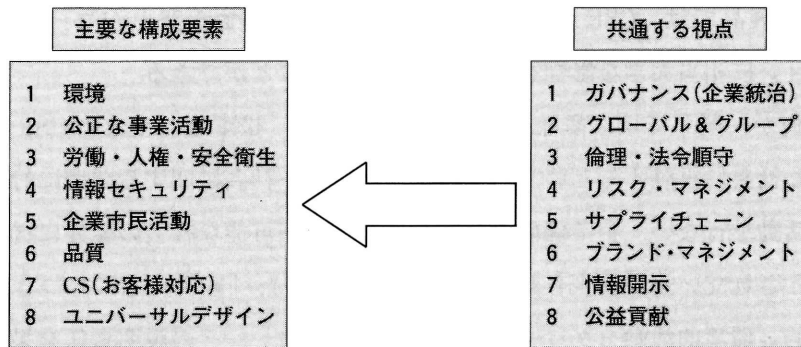 主要な構成要素
1 環境
2 公正な事業活動
3 労働・人権・安全衛生
4 情報セキュリティ
5 企業市民活動
6 品質
7 CS(お客様対応)
8 ユニバーサルデザイン
共通する視点
1 ガバナンス(企業統治)
2 グローバル&グループ
3 倫理・法令順守
4 リスク・マネジメント
5 サプライチェーン
6 ブランド・マネジメント
7 情報開示
8 公益貢献